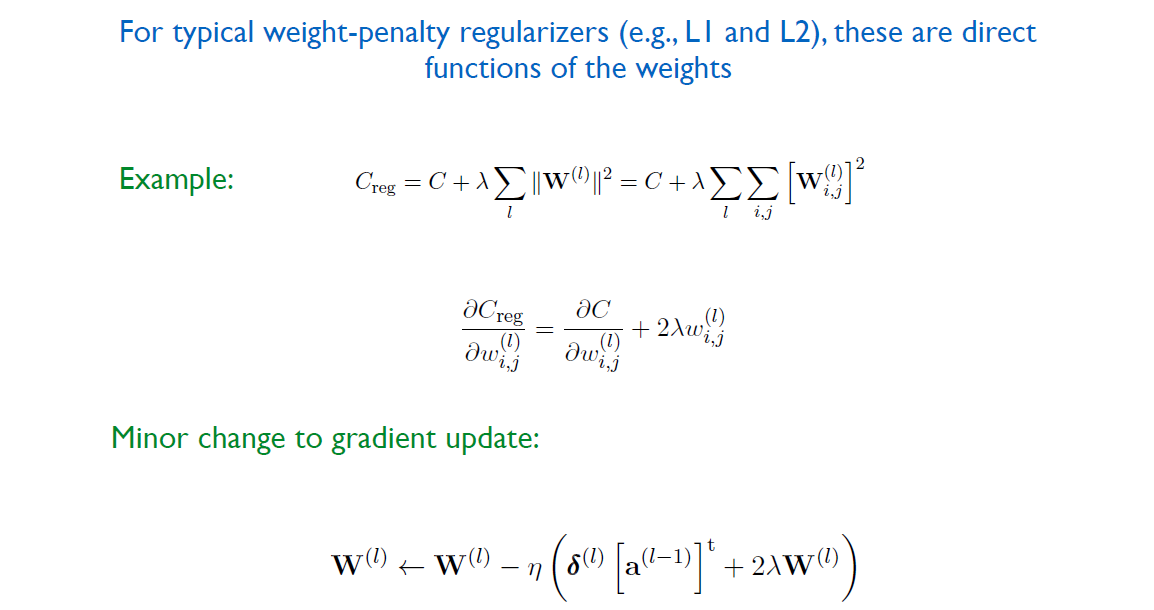 For typical weight-penalty regularizers (e.g., L1 and L2), these are direct
functions of the weights
Example: $C_{\text{reg}} = C + \lambda \sum_{l} \|\mathbf{W}^{(l)}\|^2 = C + \lambda \sum_{l} \sum_{i,j} \left[\mathbf{w}_{i,j}^{(l)}\right]^2$
$\frac{\partial C_{\text{reg}}}{\partial w_{i,j}^{(l)}} = \frac{\partial C}{\partial w_{i,j}^{(l)}} + 2\lambda w_{i,j}^{(l)}$
Minor change to gradient update:
$\mathbf{W}^{(l)} \leftarrow \mathbf{W}^{(l)} - \eta \left( \boldsymbol{\delta}^{(l)} \left[\mathbf{a}^{(l-1)}\right]^{\text{t}} + 2\lambda \mathbf{W}^{(l)} \right)$